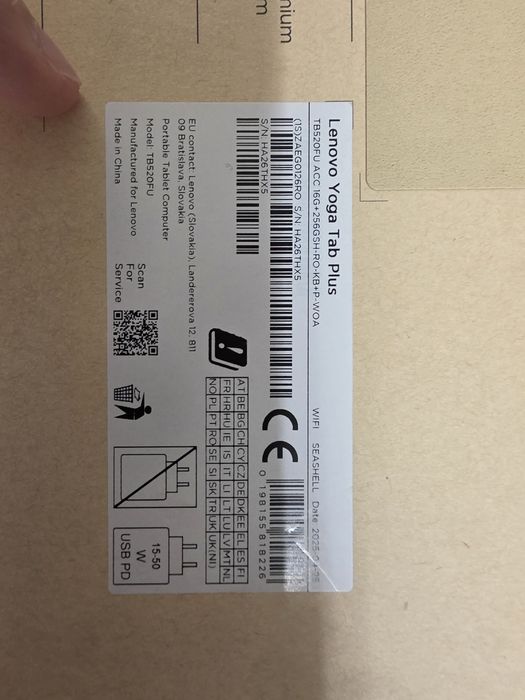 nium
m
Lenovo Yoga Tab Plus
TB520FU ACC 16G+256GSH-RO-KB+P-WOA WIFI SEASHELL Date:
(1S)ZAEG0126RO S/N HA26THX5
S/N HA26THX5
0 198155 818226
EU contact: Lenovo (Slovakia), Landererova 12, 811
09 Bratislava, Slovakia
Portable Tablet Computer
Model: TB520FU
Manufactured for Lenovo
Made in China
Scan
For
Service
CE
AT BE BG CH CY CZ DE DK EE EL ES FI
FR HR HU IE IS IT LI LT LU LV MT NL
NO PL PT RO SE SI SK TR UK UK(NI)
15-50
W
USB PD